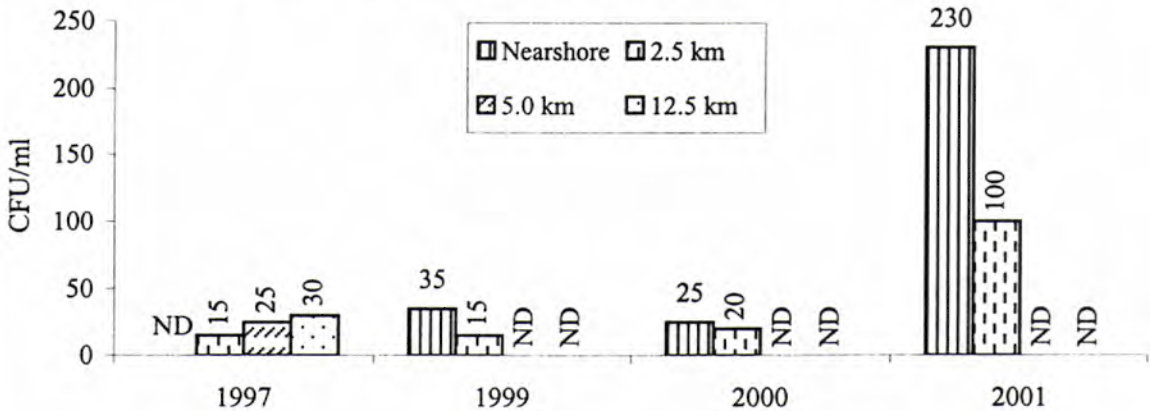 250
200
150
100
50
0
CFU/ml
Nearshore 2.5 km
5.0 km 12.5 km
ND 15 25 30
35 15 ND ND
25 20 ND ND
230 100 ND ND
1997 1999 2000 2001